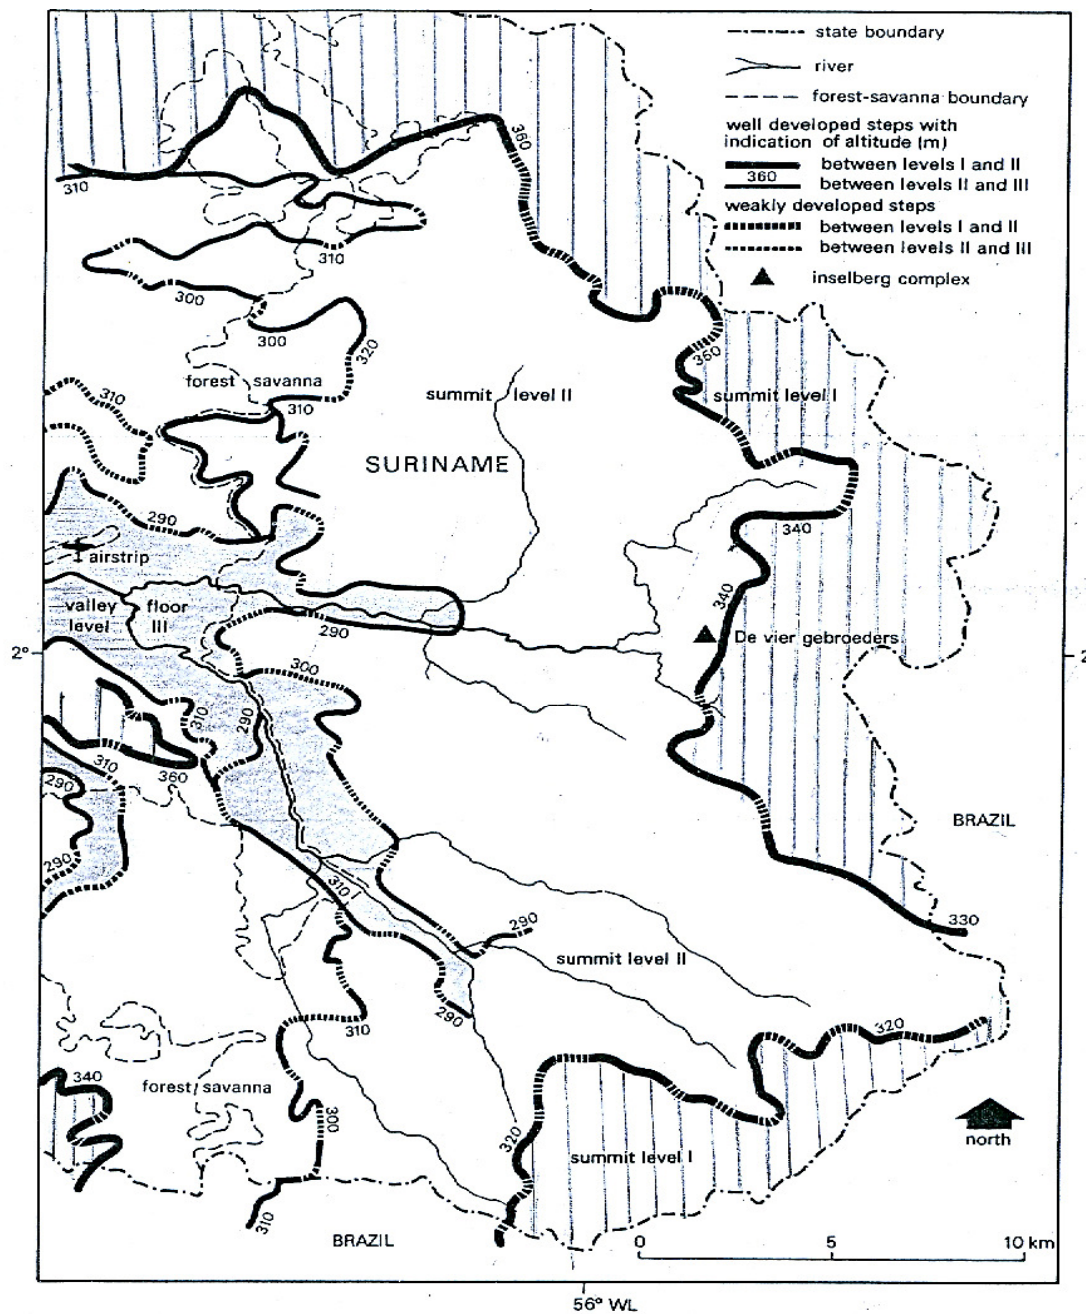 state boundary
river
forest-savanna boundary
well developed steps with
indication of altitude (m)
between levels I and II
360
between levels II and III
weakly developed steps
between levels I and II
between levels II and III
inselberg complex
360
310
310
300
300
320
360
forest savanna
310
310
summit level II
summit level I
SURINAME
290
340
airstrip
340
valley floor
level III
290
De vier gebroeders
2°
2
300
310
290
310
360
290
BRAZIL
290
310
330
290
summit level II
290
310
320
340
forest savanna
300
320
north
summit level I
310
BRAZIL
0 5 10 km
56° WL